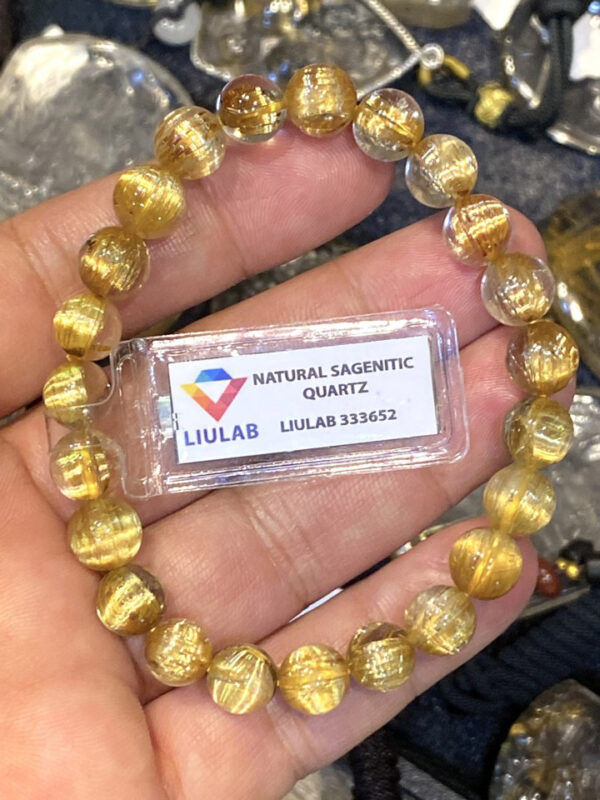 NATURAL SAGENITIC
QUARTZ
LIULAB
LIULAB 333652